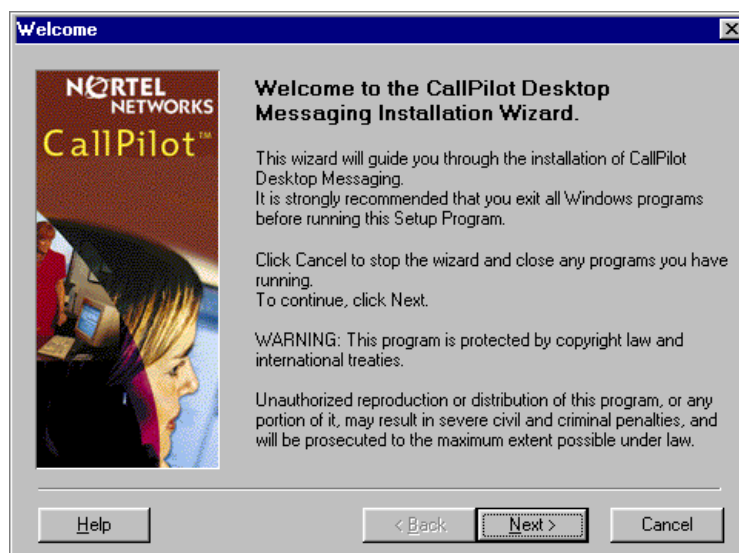 Welcome
NORTEL
NETWORKS
CallPilot™
Welcome to the CallPilot Desktop
Messaging Installation Wizard.
This wizard will guide you through the installation of CallPilot
Desktop Messaging.
It is strongly recommended that you exit all Windows programs
before running this Setup Program.
Click Cancel to stop the wizard and close any programs you have
running.
To continue, click Next.
WARNING: This program is protected by copyright law and
international treaties.
Unauthorized reproduction or distribution of this program, or any
portion of it, may result in severe civil and criminal penalties, and
will be prosecuted to the maximum extent possible under law.
Help
< Back
Next >
Cancel